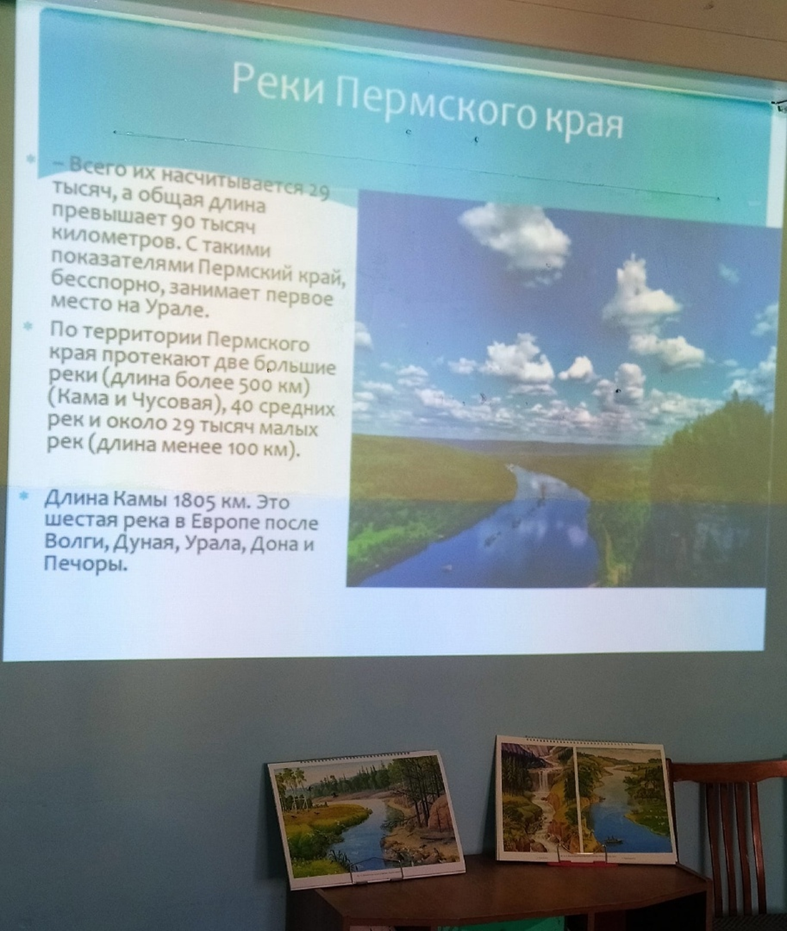 Реки Пермского края
– Всего их насчитывается 29
тысяч, а общая длина
превышает 90 тысяч
километров. С такими
показателями Пермский край,
бесспорно, занимает первое
место на Урале.
По территории Пермского
края протекают две большие
реки (длина более 500 км)
(Кама и Чусовая), 40 средних
рек и около 29 тысяч малых
рек (длина менее 100 км).
Длина Камы 1805 км. Это
шестая река в Европе после
Волги, Дуная, Урала, Дона и
Печоры.